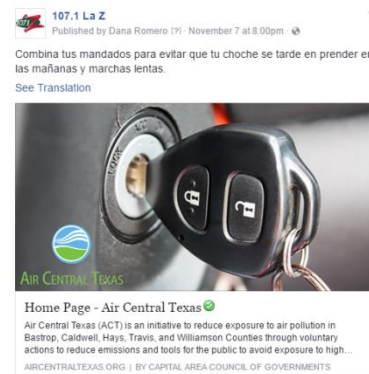 107.1 La Z
Published by Dana Romero [?] · November 7 at 8:00pm ·
Combina tus mandados para evitar que tu choche se tarde en prender en
las mañanas y marchas lentas.
See Translation
LOCK
AIR CENTRAL TEXAS
Home Page - Air Central Texas
Air Central Texas (ACT) is an initiative to reduce exposure to air pollution in
Bastrop, Caldwell, Hays, Travis, and Williamson Counties through voluntary
actions to reduce emissions and tools for the public to avoid exposure to high…
AIRCENTRALTEXAS.ORG | BY CAPITAL AREA COUNCIL OF GOVERNMENTS